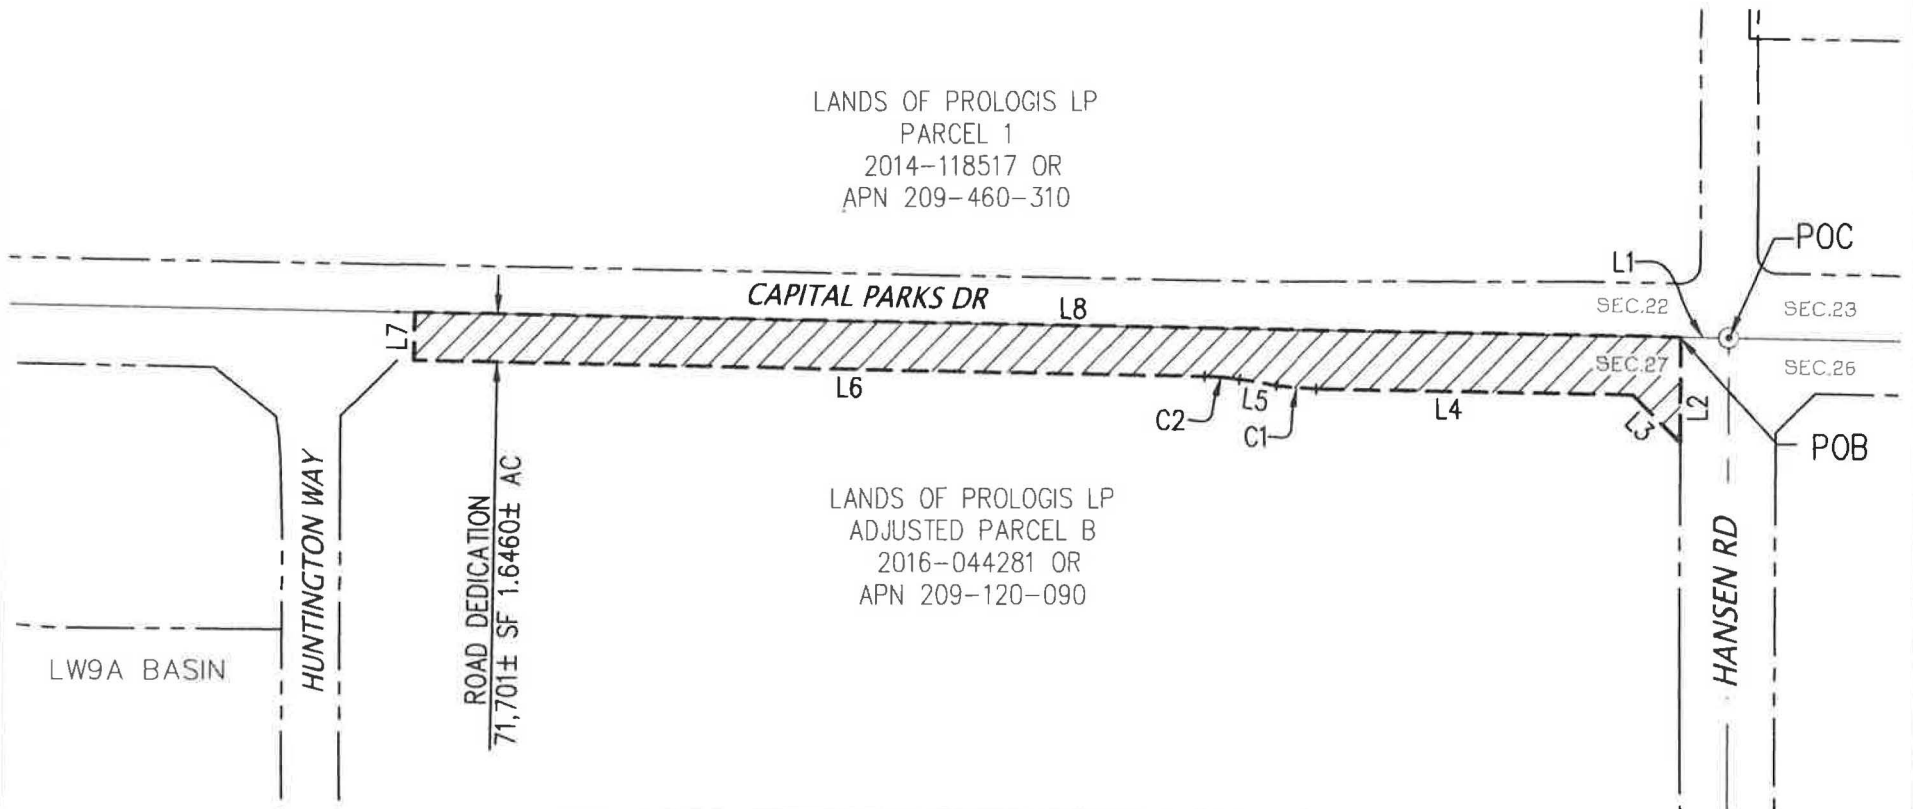 LANDS OF PROLOGIS LP
PARCEL 1
2014-118517 OR
APN 209-460-310
POC
L1
CAPITAL PARKS DR
L8
SEC.22
SEC.23
L7
SEC.27
SEC.26
L6
C2
L5
C1
L4
L3
L2
POB
LANDS OF PROLOGIS LP
ADJUSTED PARCEL B
2016-044281 OR
APN 209-120-090
ROAD DEDICATION
71,701± SF 1.6460± AC
HUNTINGTON WAY
HANSEN RD
LW9A BASIN